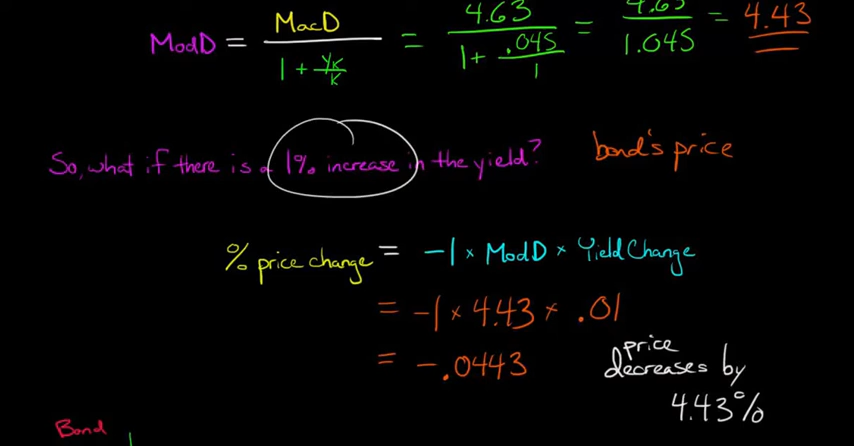 ModD = MacD / 1 + yk/k = 4.63 / 1 + .045/1 = 4.63 / 1.045 = 4.43
So, what if there is a 1% increase in the yield?
bond's price
% price change = -1 × ModD × Yield Change
= -1 × 4.43 × .01
= -.0443
price
decreases by
4.43%
Bond